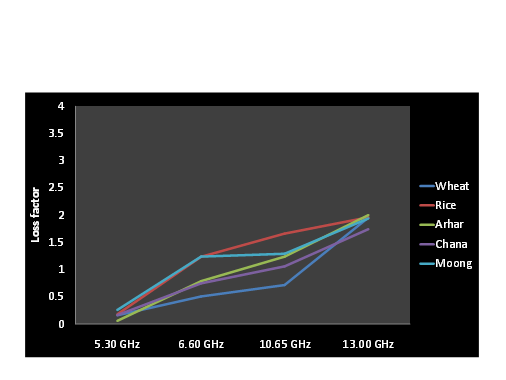 4
3.5
3
2.5
2
1.5
1
0.5
0
Loss factor
5.30 GHz 6.60 GHz 10.65 GHz 13.00 GHz
Wheat
Rice
Arhar
Chana
Moong